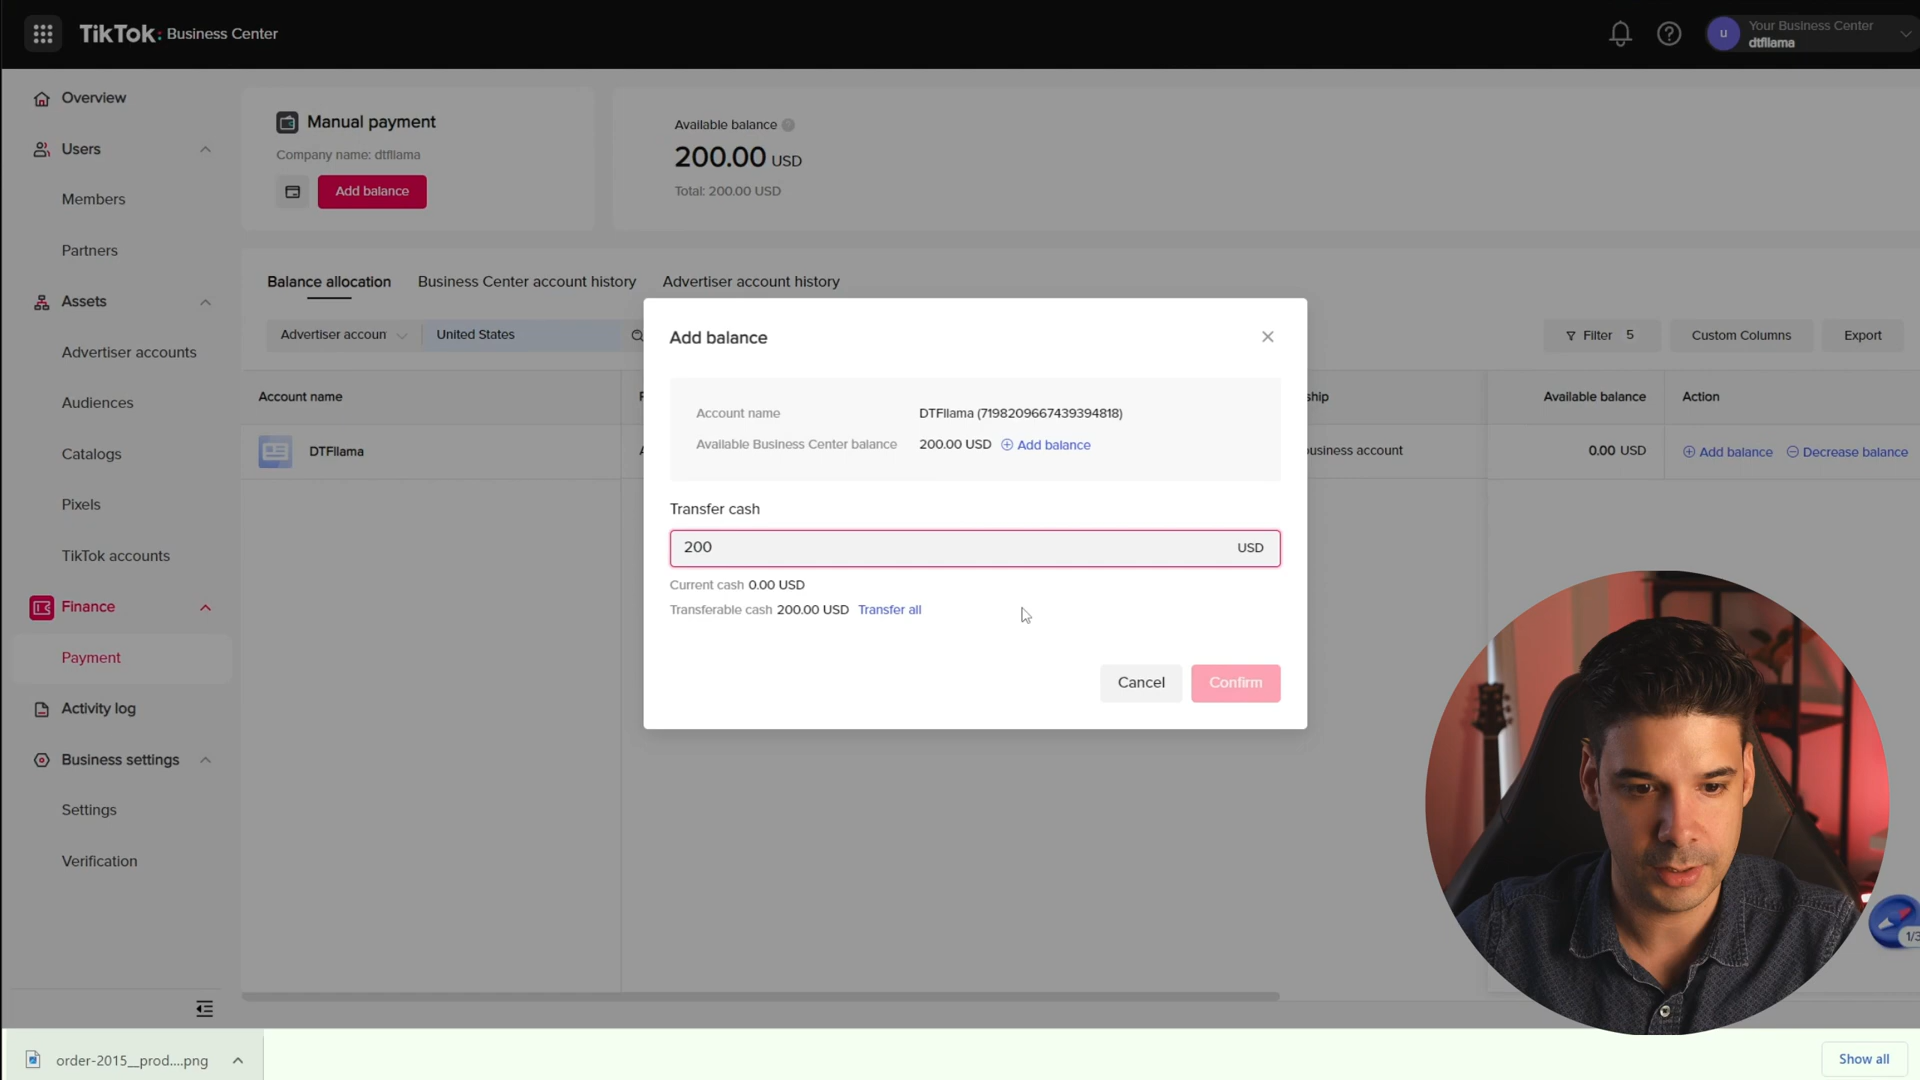 TikTok: Business Center
u
Your Business Center
dtfllama
Overview
Users
Members
Partners
Assets
Advertiser accounts
Audiences
Catalogs
Pixels
TikTok accounts
Finance
Payment
Activity log
Business settings
Settings
Verification
Manual payment
Company name: dtfllama
Add balance
Available balance
200.00 USD
Total: 200.00 USD
Balance allocation
Business Center account history
Advertiser account history
Advertiser accoun
United States
Filter 5
Custom Columns
Export
Account name
ship
Available balance
Action
DTFllama
usiness account
0.00 USD
Add balance
Decrease balance
Add balance
Account name
DTFllama (7198209667439394818)
Available Business Center balance
200.00 USD
Add balance
Transfer cash
200
USD
Current cash 0.00 USD
Transferable cash 200.00 USD Transfer all
Cancel
Confirm
1/3
order-2015__prod....png
Show all